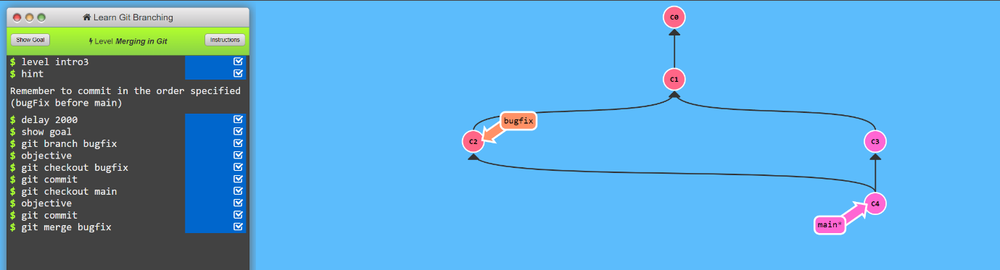 Learn Git Branching
Show Goal
Level Merging in Git
Instructions
$ level intro3
$ hint
Remember to commit in the order specified
(bugFix before main)
$ delay 2000
$ show goal
$ git branch bugfix
$ objective
$ git checkout bugfix
$ git commit
$ git checkout main
$ objective
$ git commit
$ git merge bugfix
C0
C1
bugfix
C2
C3
C4
main*